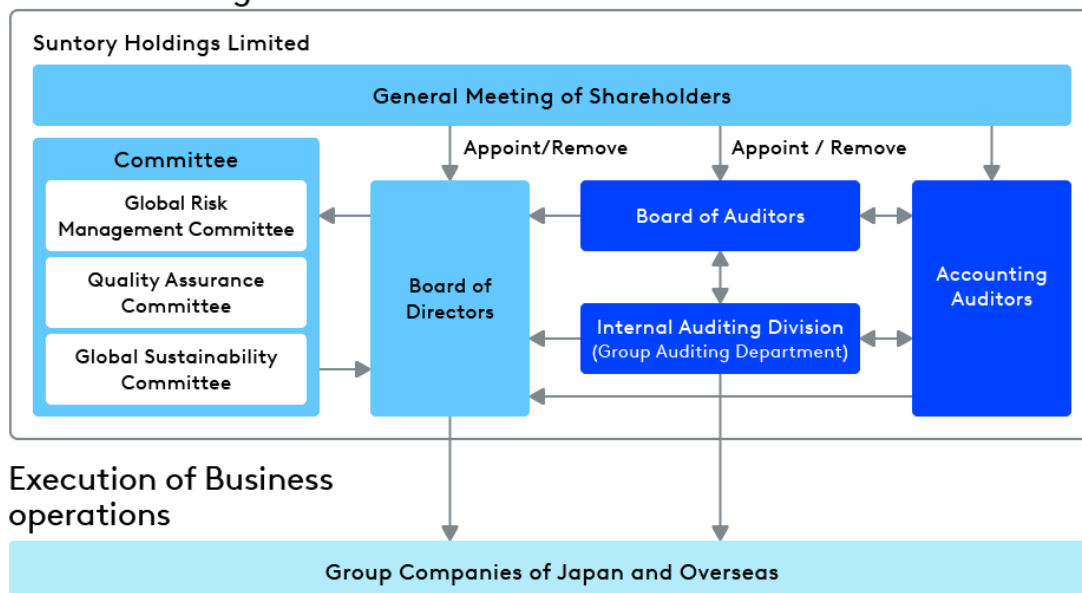 Suntory Holdings Limited
General Meeting of Shareholders
Appoint/Remove
Appoint / Remove
Committee
Global Risk
Management Committee
Quality Assurance
Committee
Global Sustainability
Committee
Board of
Directors
Board of Auditors
Internal Auditing Division
(Group Auditing Department)
Accounting
Auditors
Execution of Business
operations
Group Companies of Japan and Overseas